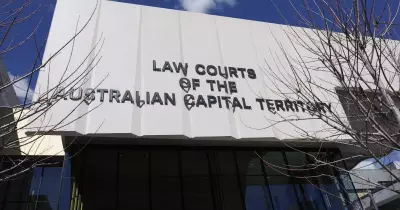 LAW COURTS
OF THE
AUSTRALIAN CAPITAL TERRITORY